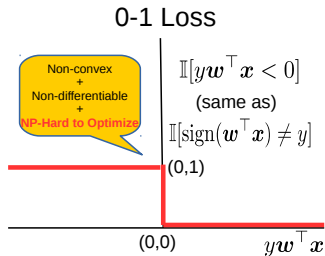 0-1 Loss
Non-convex
+
Non-differentiable
+
NP-Hard to Optimize
𝕀[yw⊤x < 0]
(same as)
𝕀[sign(w⊤x) ≠ y]
(0,1)
(0,0)
yw⊤x